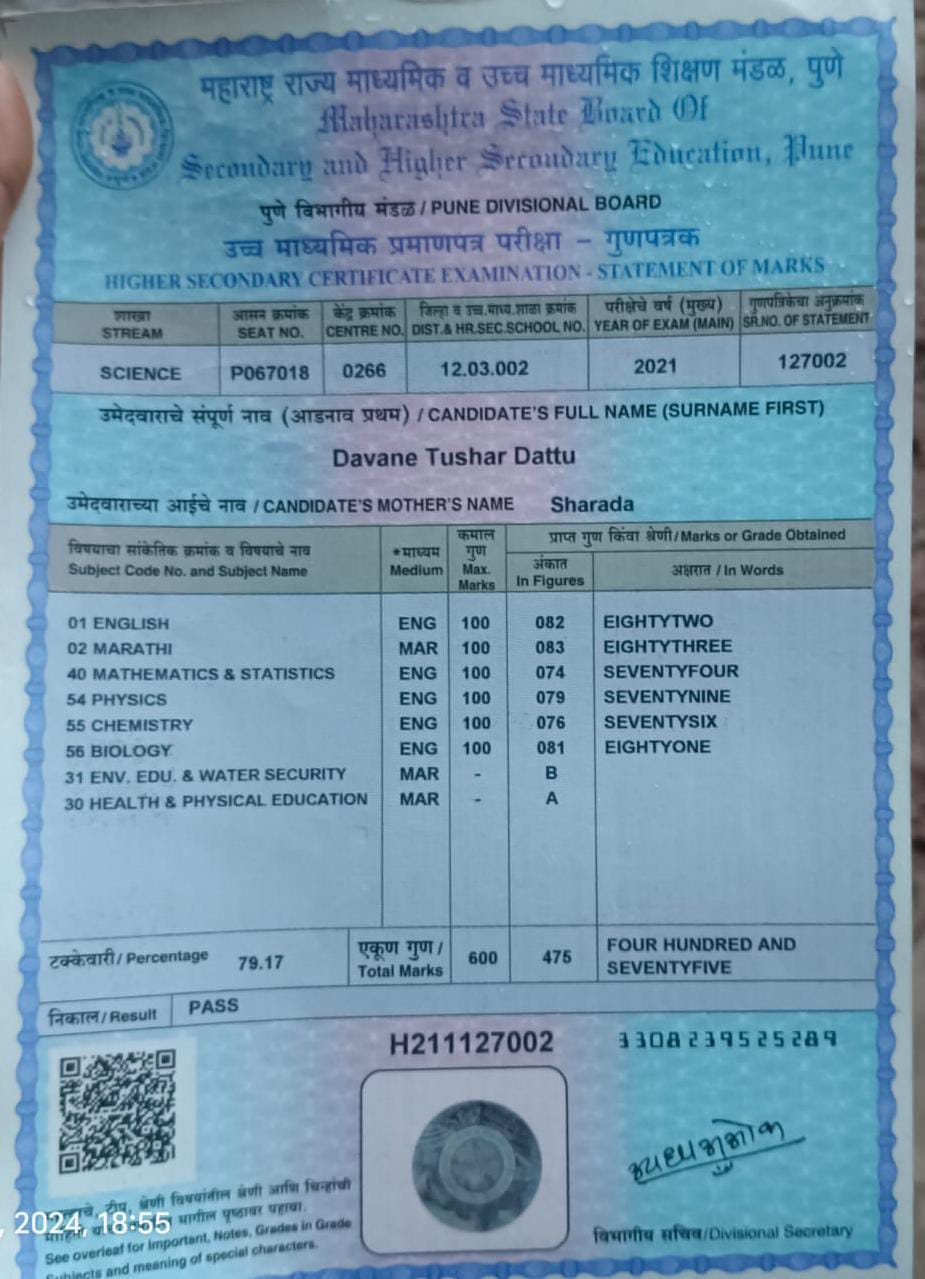 महाराष्ट्र राज्य माध्यमिक व उच्च माध्यमिक शिक्षण मंडळ, पुणे
Maharashtra State Board Of
Secondary and Higher Secondary Education, Pune
पुणे विभागीय मंडळ / PUNE DIVISIONAL BOARD
उच्च माध्यमिक प्रमाणपत्र परीक्षा – गुणपत्रक
HIGHER SECONDARY CERTIFICATE EXAMINATION - STATEMENT OF MARKS
शाखा आसन क्रमांक केंद्र क्रमांक जिल्हा व उच्च.माध्य.शाळा क्रमांक परीक्षेचे वर्ष (मुख्य) गुणपत्रिकेचा अनुक्रमांक
STREAM SEAT NO. CENTRE NO. DIST.& HR.SEC.SCHOOL NO. YEAR OF EXAM (MAIN) SR.NO. OF STATEMENT
SCIENCE P067018 0266 12.03.002 2021 127002
उमेदवाराचे संपूर्ण नाव (आडनाव प्रथम) / CANDIDATE'S FULL NAME (SURNAME FIRST)
Davane Tushar Dattu
उमेदवाराच्या आईचे नाव / CANDIDATE'S MOTHER'S NAME Sharada
विषयाचा सांकेतिक क्रमांक व विषयाचे नाव
Subject Code No. and Subject Name
*माध्यम
Medium
कमाल
गुण
Max.
Marks
प्राप्त गुण किंवा श्रेणी/Marks or Grade Obtained
अंकात
In Figures
अक्षरात / In Words
01 ENGLISH ENG 100 082 EIGHTYTWO
02 MARATHI MAR 100 083 EIGHTYTHREE
40 MATHEMATICS & STATISTICS ENG 100 074 SEVENTYFOUR
54 PHYSICS ENG 100 079 SEVENTYNINE
55 CHEMISTRY ENG 100 076 SEVENTYSIX
56 BIOLOGY ENG 100 081 EIGHTYONE
31 ENV. EDU. & WATER SECURITY MAR - B
30 HEALTH & PHYSICAL EDUCATION MAR - A
टक्केवारी / Percentage 79.17
एकूण गुण /
Total Marks
600 475
FOUR HUNDRED AND
SEVENTYFIVE
निकाल / Result PASS
H211127002 3308239525289
टीप, श्रेणी विषयांतील श्रेणी आणि चिन्हांची
मागील पृष्ठावर पहावा.
, 2024, 18:55
See overleaf for Important, Notes, Grades in Grade
Subjects and meaning of special characters.
विभागीय सचिव/Divisional Secretary